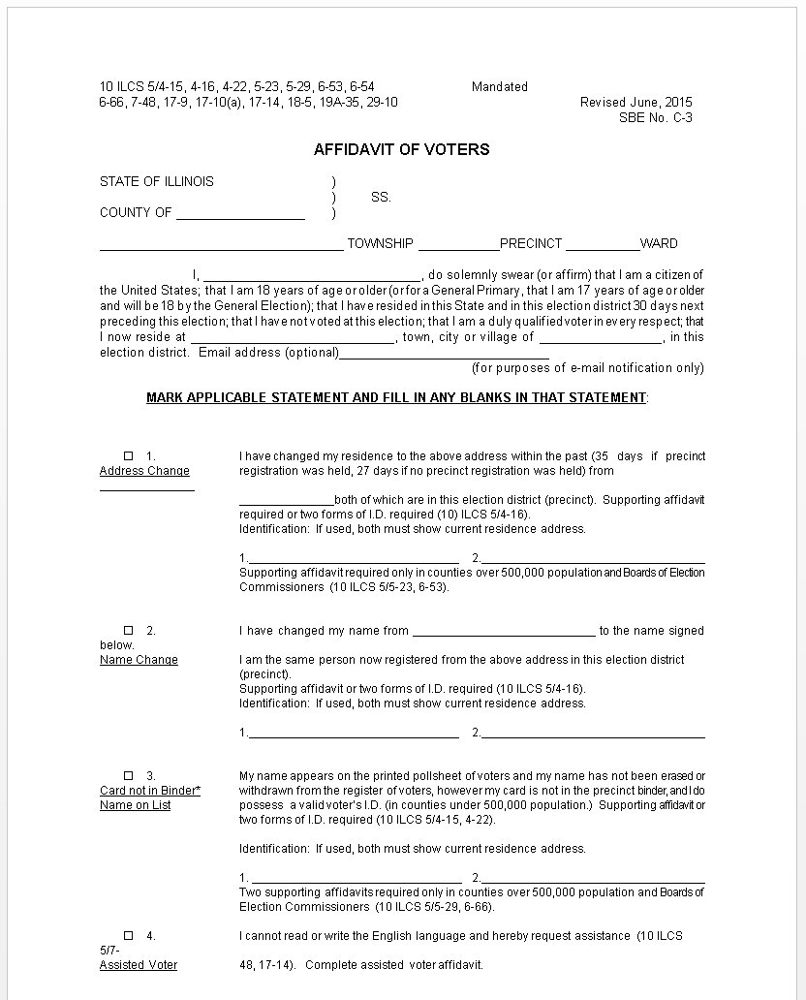 10 ILCS 5/4-15, 4-16, 4-22, 5-23, 5-29, 6-53, 6-54 Mandated
6-66, 7-48, 17-9, 17-10(a), 17-14, 18-5, 19A-35, 29-10 Revised June, 2015
SBE No. C-3
AFFIDAVIT OF VOTERS
STATE OF ILLINOIS )
) SS.
COUNTY OF __________________ )
___________________________________ TOWNSHIP ___________PRECINCT __________WARD
I, ______________________________, do solemnly swear (or affirm) that I am a citizen of
the United States; that I am 18 years of age or older (or for a General Primary, that I am 17 years of age or older
and will be 18 by the General Election); that I have resided in this State and in this election district 30 days next
preceding this election; that I have not voted at this election; that I am a duly qualified voter in every respect; that
I now reside at ____________________________, town, city or village of _________________, in this
election district. Email address (optional)_____________________________
(for purposes of e-mail notification only)
MARK APPLICABLE STATEMENT AND FILL IN ANY BLANKS IN THAT STATEMENT:
☐ 1. I have changed my residence to the above address within the past (35 days if precinct
Address Change registration was held, 27 days if no precinct registration was held) from
_______________
_______________both of which are in this election district (precinct). Supporting affidavit
required or two forms of I.D. required (10) ILCS 5/4-16).
Identification: If used, both must show current residence address.
1._________________________________ 2.___________________________________
Supporting affidavit required only in counties over 500,000 population and Boards of Election
Commissioners (10 ILCS 5/5-23, 6-53).
☐ 2. I have changed my name from _____________________________ to the name signed
below.
Name Change I am the same person now registered from the above address in this election district
(precinct).
Supporting affidavit or two forms of I.D. required (10 ILCS 5/4-16).
Identification: If used, both must show current residence address.
1._________________________________ 2.___________________________________
☐ 3. My name appears on the printed pollsheet of voters and my name has not been erased or
Card not in Binder* withdrawn from the register of voters, however my card is not in the precinct binder, and I do
Name on List possess a valid voter's I.D. (in counties under 500,000 population.) Supporting affidavit or
two forms of I.D. required (10 ILCS 5/4-15, 4-22).
Identification: If used, both must show current residence address.
1. _________________________________ 2.___________________________________
Two supporting affidavits required only in counties over 500,000 population and Boards of
Election Commissioners (10 ILCS 5/5-29, 6-66).
☐ 4. I cannot read or write the English language and hereby request assistance (10 ILCS
5/7-
Assisted Voter 48, 17-14). Complete assisted voter affidavit.